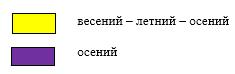 весений – летний – осений
осений